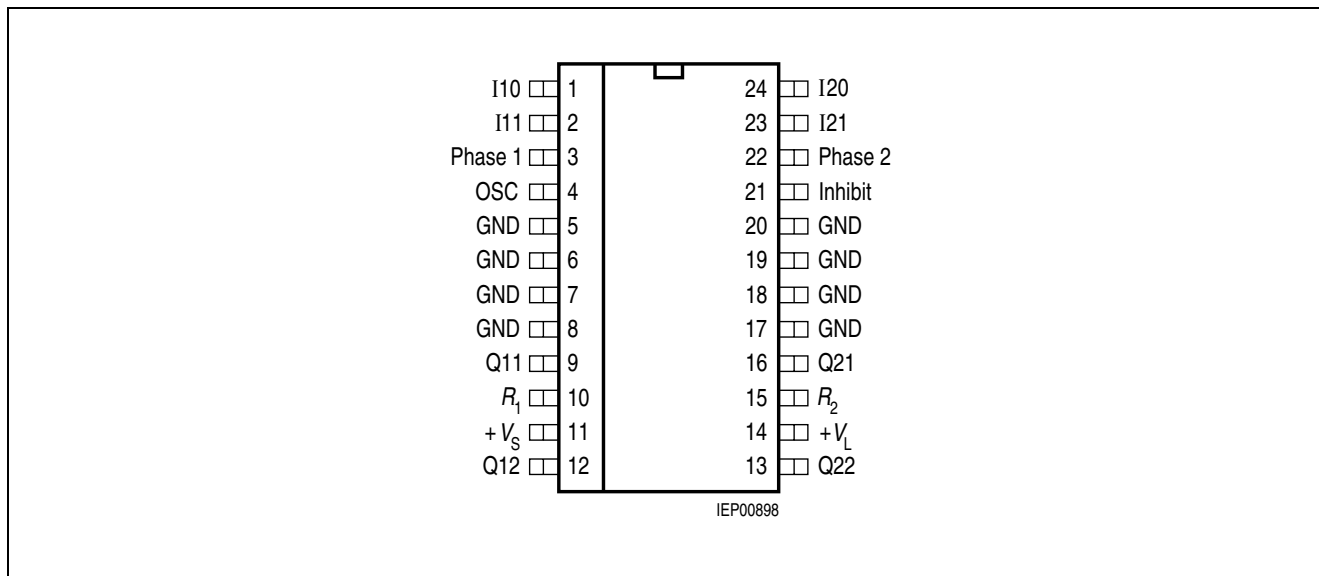 I10 1 24 I20
I11 2 23 I21
Phase 1 3 22 Phase 2
OSC 4 21 Inhibit
GND 5 20 GND
GND 6 19 GND
GND 7 18 GND
GND 8 17 GND
Q11 9 16 Q21
R1 10 15 R2
+VS 11 14 +VL
Q12 12 13 Q22
IEP00898